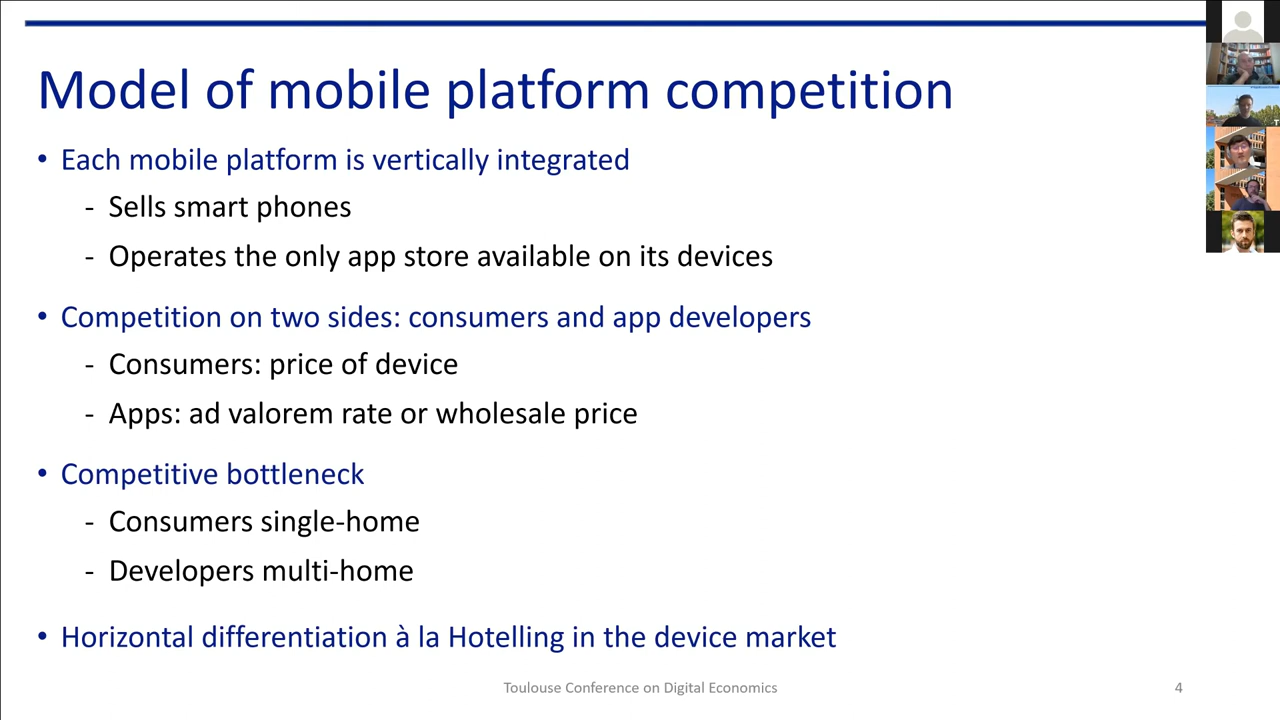 Model of mobile platform competition
• Each mobile platform is vertically integrated
- Sells smart phones
- Operates the only app store available on its devices
• Competition on two sides: consumers and app developers
- Consumers: price of device
- Apps: ad valorem rate or wholesale price
• Competitive bottleneck
- Consumers single-home
- Developers multi-home
• Horizontal differentiation à la Hotelling in the device market
Toulouse Conference on Digital Economics
4